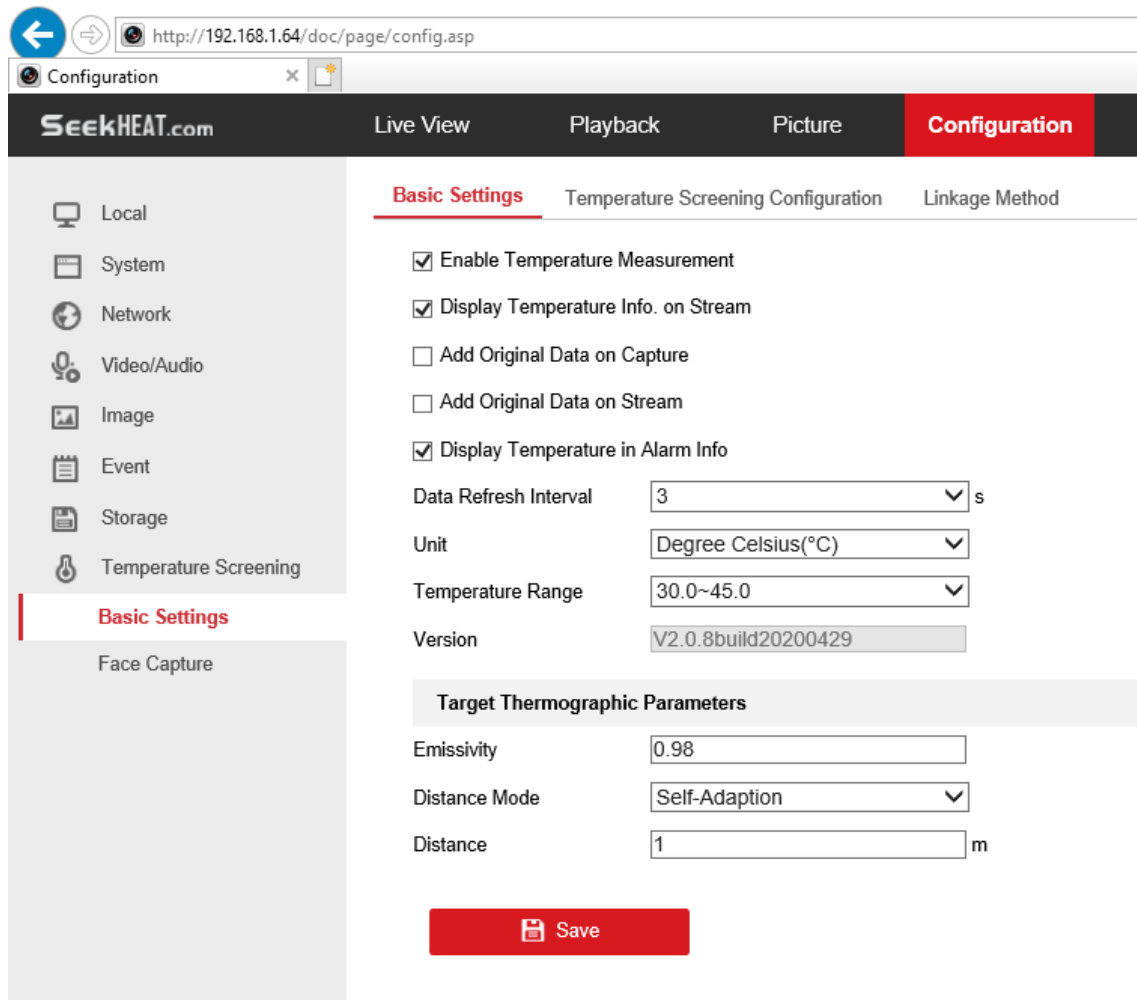 http://192.168.1.64/doc/page/config.asp
Configuration
SeekHEAT.com
Live View
Playback
Picture
Configuration
Local
System
Network
Video/Audio
Image
Event
Storage
Temperature Screening
Basic Settings
Face Capture
Basic Settings
Temperature Screening Configuration
Linkage Method
Enable Temperature Measurement
Display Temperature Info. on Stream
Add Original Data on Capture
Add Original Data on Stream
Display Temperature in Alarm Info
Data Refresh Interval 3 s
Unit Degree Celsius(°C)
Temperature Range 30.0~45.0
Version V2.0.8build20200429
Target Thermographic Parameters
Emissivity 0.98
Distance Mode Self-Adaption
Distance 1 m
Save